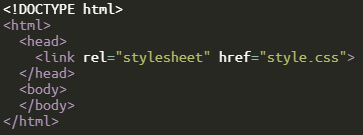 <!DOCTYPE html>
<html>
  <head>
    <link rel="stylesheet" href="style.css">
  </head>
  <body>
  </body>
</html>